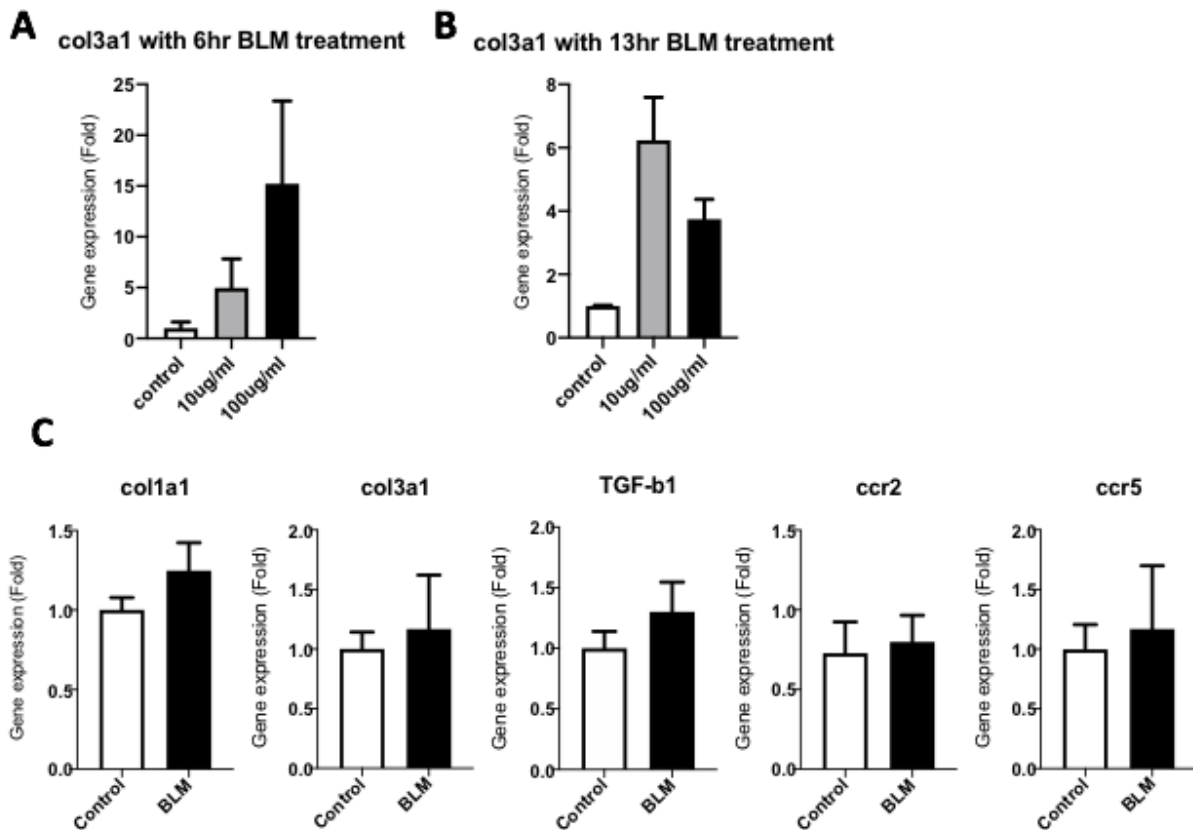 A
col3a1 with 6hr BLM treatment
Gene expression (Fold)
25
20
15
10
5
0
control
10ug/ml
100ug/ml
B
col3a1 with 13hr BLM treatment
Gene expression (Fold)
8
6
4
2
0
control
10ug/ml
100ug/ml
C
col1a1
Gene expression (Fold)
1.5
1.0
0.5
0.0
Control
BLM
col3a1
Gene expression (Fold)
2.0
1.5
1.0
0.5
0.0
Control
BLM
TGF-b1
Gene expression (Fold)
2.0
1.5
1.0
0.5
0.0
Control
BLM
ccr2
Gene expression (Fold)
1.5
1.0
0.5
0.0
Control
BLM
ccr5
Gene expression (Fold)
2.0
1.5
1.0
0.5
0.0
Control
BLM